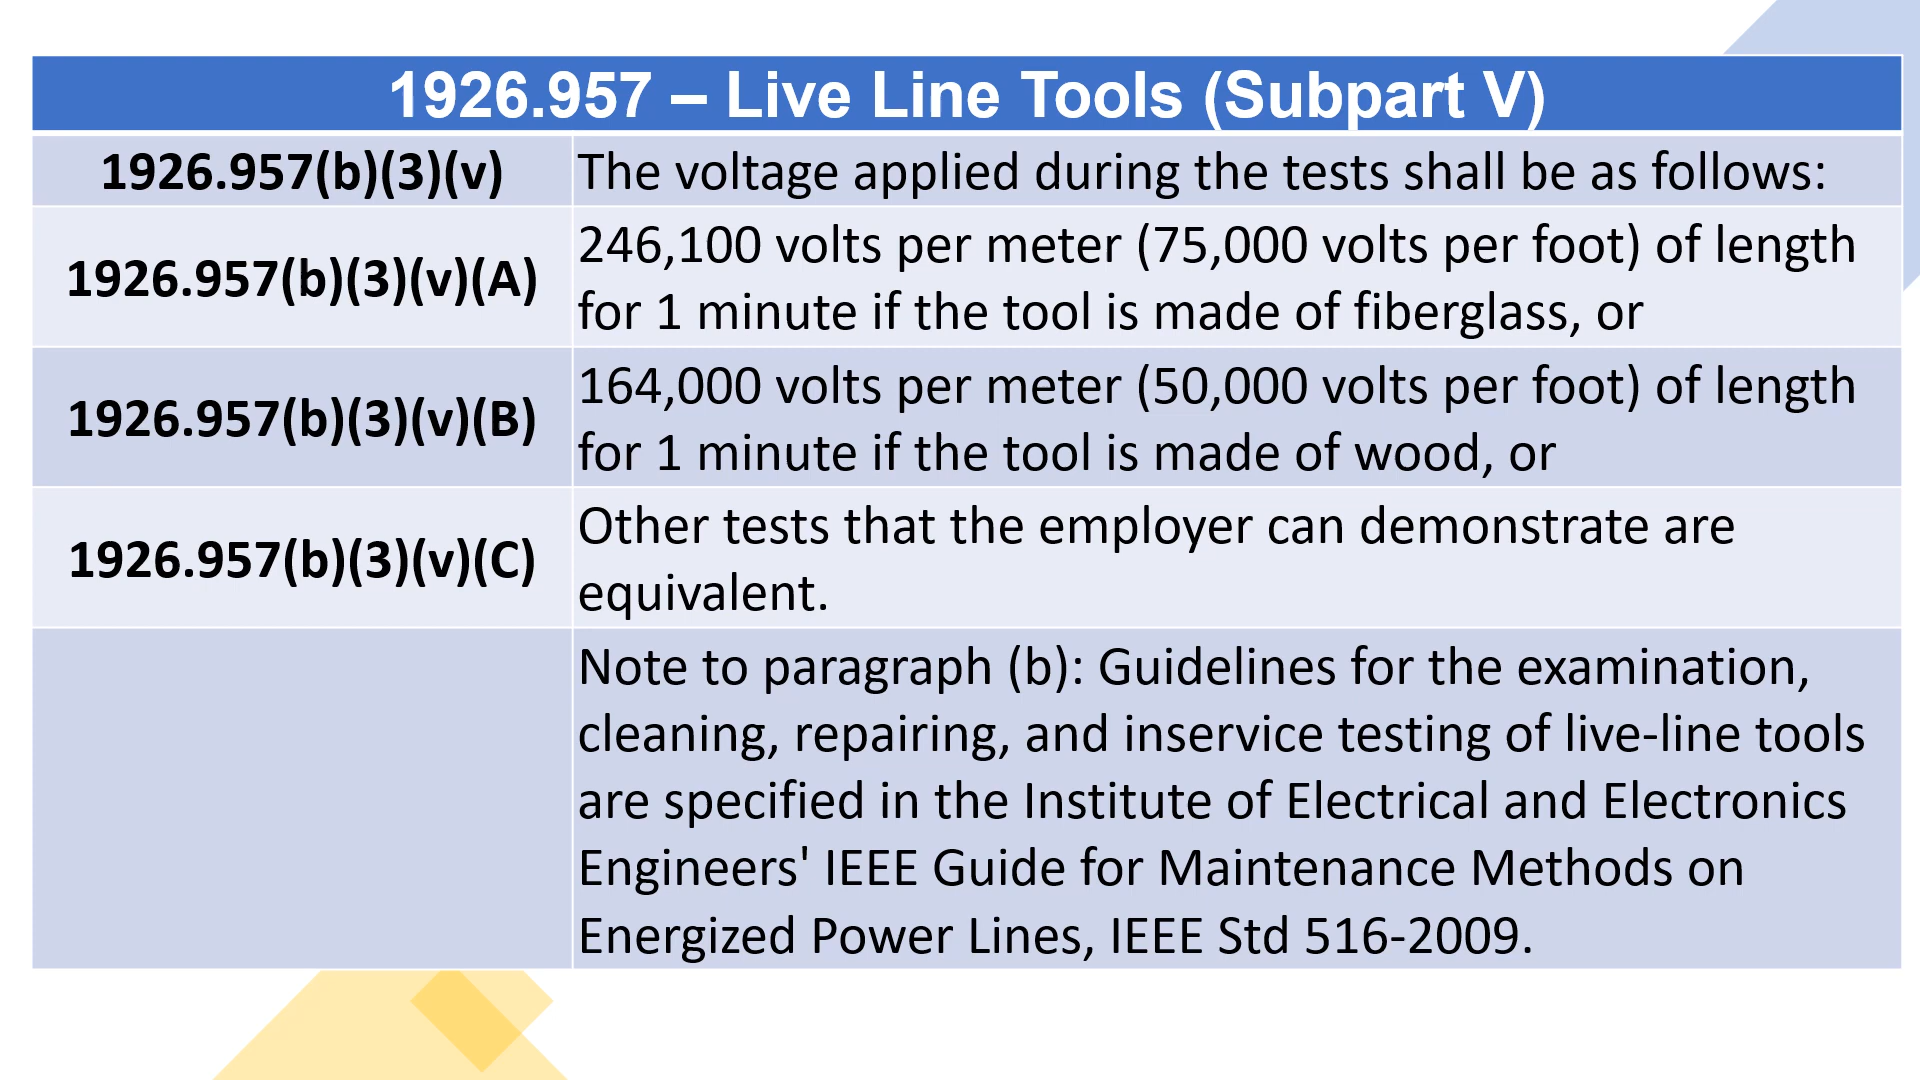 1926.957 – Live Line Tools (Subpart V)
1926.957(b)(3)(v)
The voltage applied during the tests shall be as follows:
1926.957(b)(3)(v)(A)
246,100 volts per meter (75,000 volts per foot) of length
for 1 minute if the tool is made of fiberglass, or
1926.957(b)(3)(v)(B)
164,000 volts per meter (50,000 volts per foot) of length
for 1 minute if the tool is made of wood, or
1926.957(b)(3)(v)(C)
Other tests that the employer can demonstrate are
equivalent.
Note to paragraph (b): Guidelines for the examination,
cleaning, repairing, and inservice testing of live-line tools
are specified in the Institute of Electrical and Electronics
Engineers' IEEE Guide for Maintenance Methods on
Energized Power Lines, IEEE Std 516-2009.